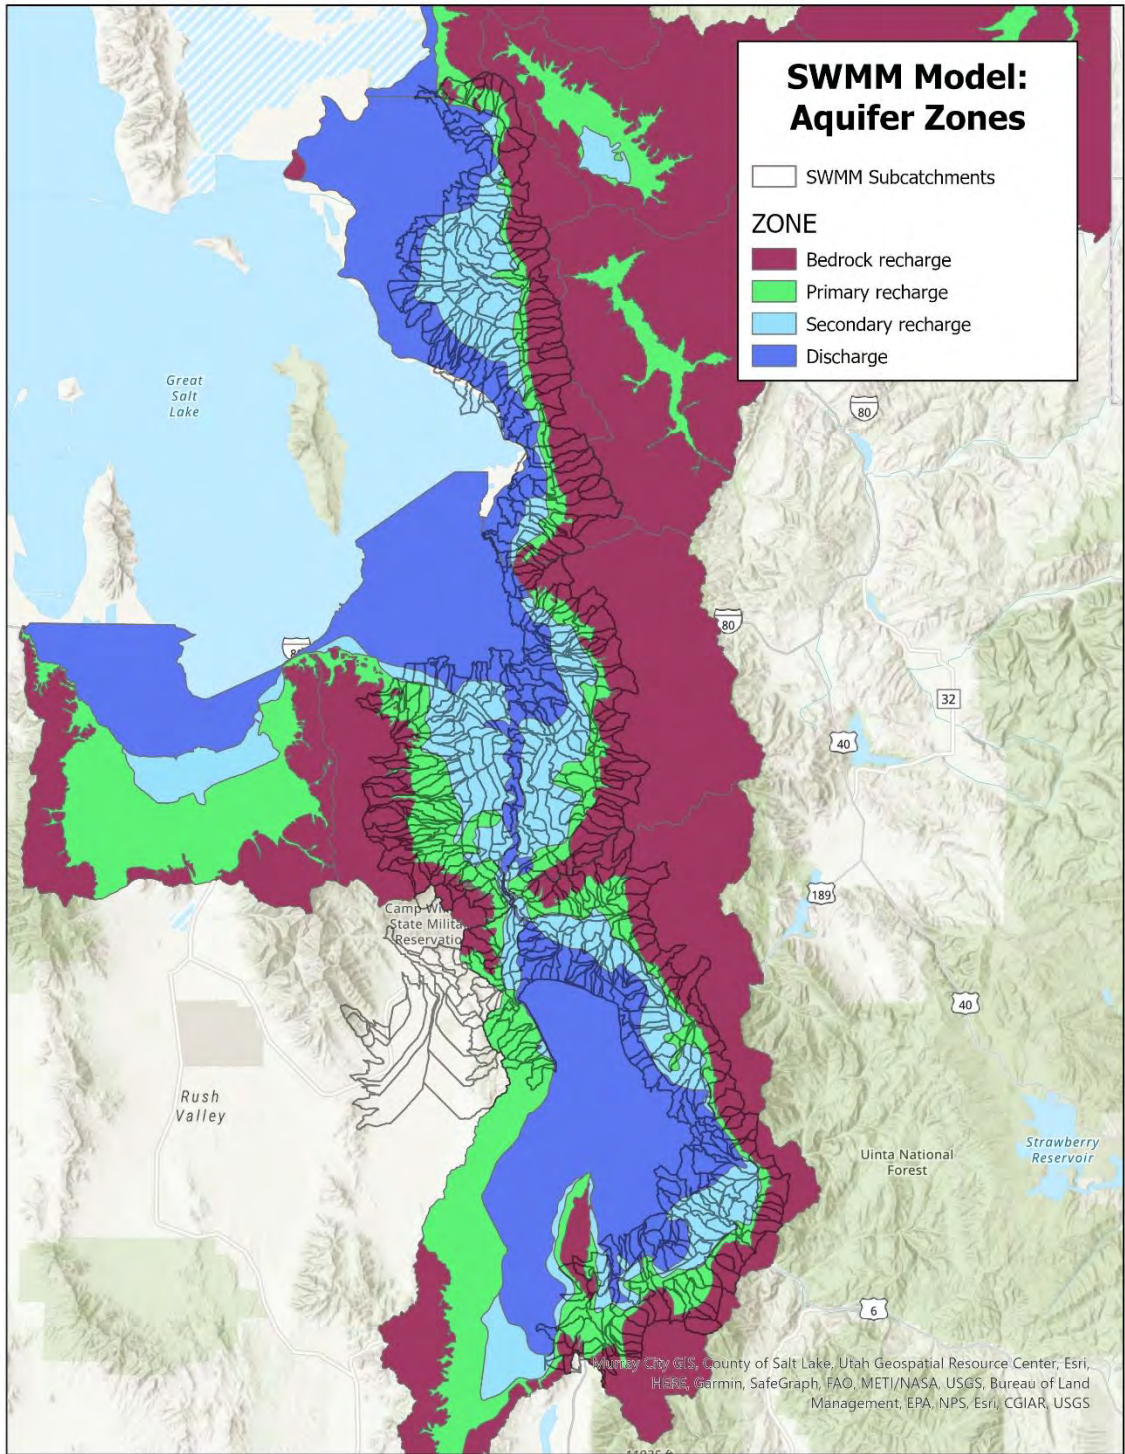 SWMM Model:
Aquifer Zones
SWMM Subcatchments
ZONE
Bedrock recharge
Primary recharge
Secondary recharge
Discharge
Great
Salt
Lake
80
80
32
40
189
Camp
State
Reservatio
40
Rush
Valley
Uinta National
Forest
Strawberry
Reservoir
6
Murray City GIS, County of Salt Lake, Utah Geospatial Resource Center, Esri,
HERE, Garmin, SafeGraph, FAO, METI/NASA, USGS, Bureau of Land
Management, EPA, NPS, Esri, CGIAR, USGS